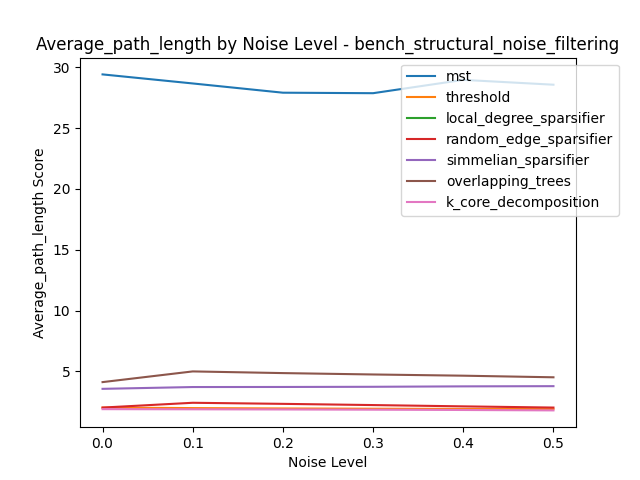 Average_path_length by Noise Level - bench_structural_noise_filtering
30
25
20
15
10
5
Average_path_length Score
mst
threshold
local_degree_sparsifier
random_edge_sparsifier
simmelian_sparsifier
overlapping_trees
k_core_decomposition
0.0 0.1 0.2 0.3 0.4 0.5
Noise Level